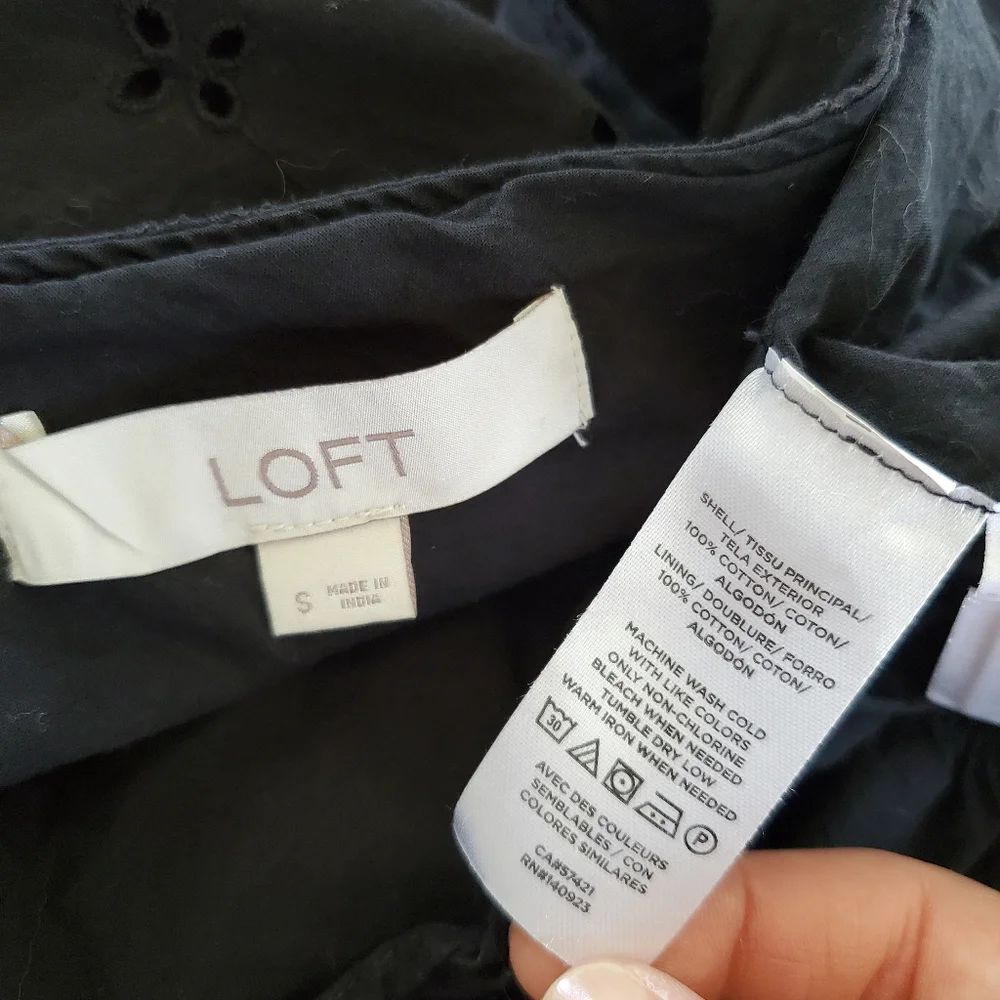 LOFT
S
MADE IN
INDIA
SHELL/ TISSU PRINCIPAL/
TELA EXTERIOR
100% COTTON/ COTON/
ALGODÓN
LINING/ DOUBLURE/ FORRO
100% COTTON/ COTON/
ALGODÓN
MACHINE WASH COLD
WITH LIKE COLORS
ONLY NON-CHLORINE
BLEACH WHEN NEEDED
TUMBLE DRY LOW
WARM IRON WHEN NEEDED
30
P
AVEC DES COULEURS
SEMBLABLES/ CON
COLORES SIMILARES
CA#57421
RN#140923